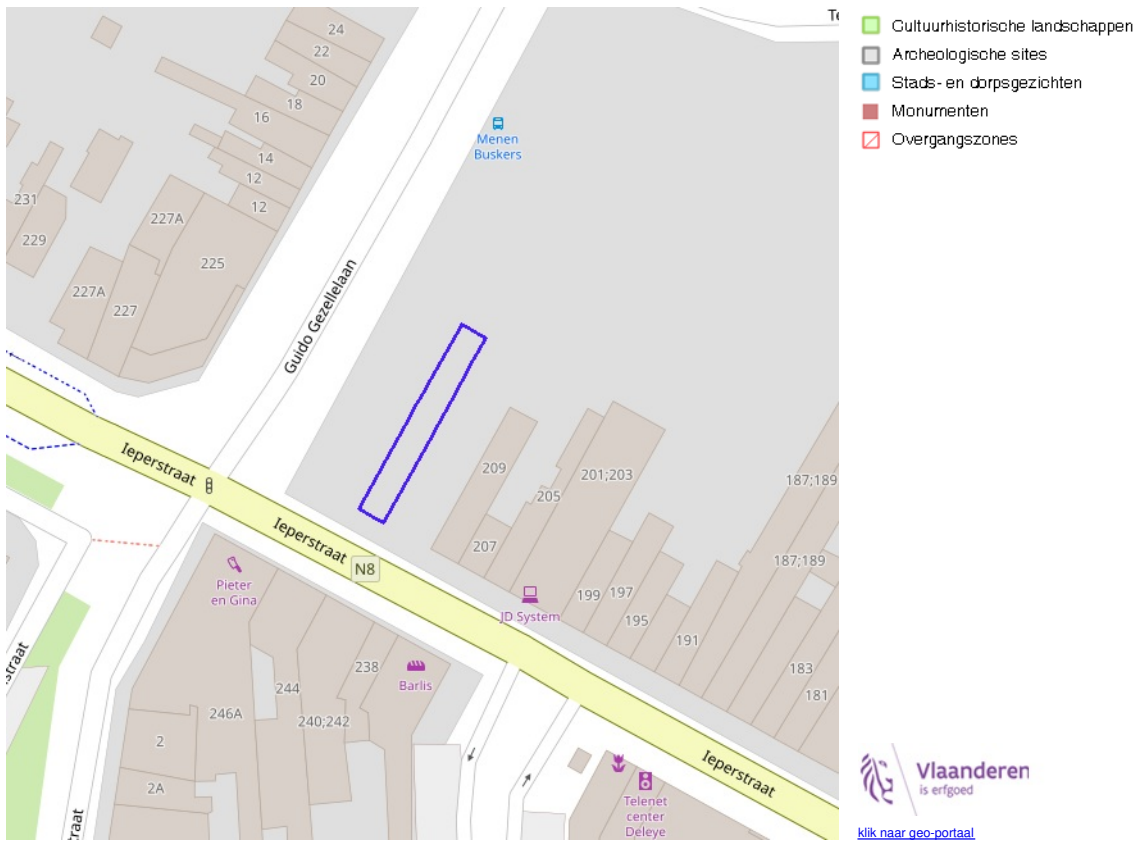 24
22
20
18
16
14
12
12
Te
Menen
Buskers
231
229
227A
225
227A
227
Guido Gezellelaan
Ieperstraat
Ieperstraat
N8
209
205
201;203
207
187;189
187;189
JD System
199
197
195
191
183
181
Pieter
en Gina
238
Barlis
244
246A
240;242
2
2A
straat
traat
Ieperstraat
Telenet
center
Deleye
Cultuurhistorische landschappen
Archeologische sites
Stads- en dorpsgezichten
Monumenten
Overgangszones
Vlaanderen
is erfgoed
klik naar geo-portaal